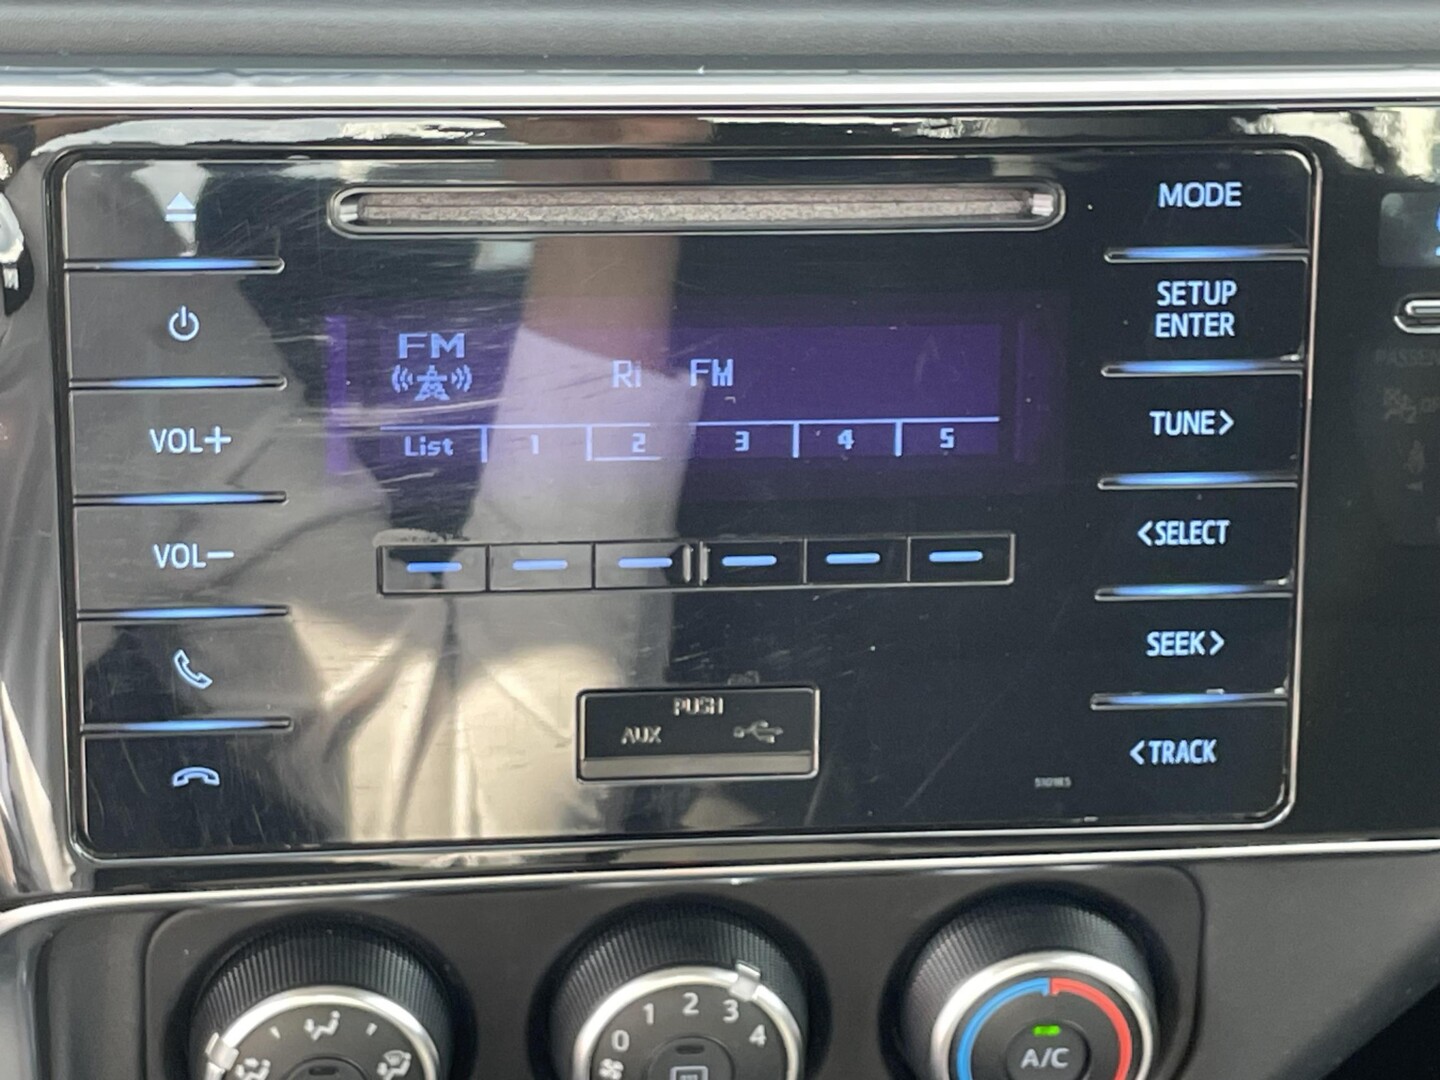 MODE
SETUP
ENTER
FM
Ri FM
VOL+
TUNE>
List 1 2 3 4 5
<SELECT
VOL-
SEEK>
PUSH
AUX
<TRACK
0 1 2 3 4
A/C